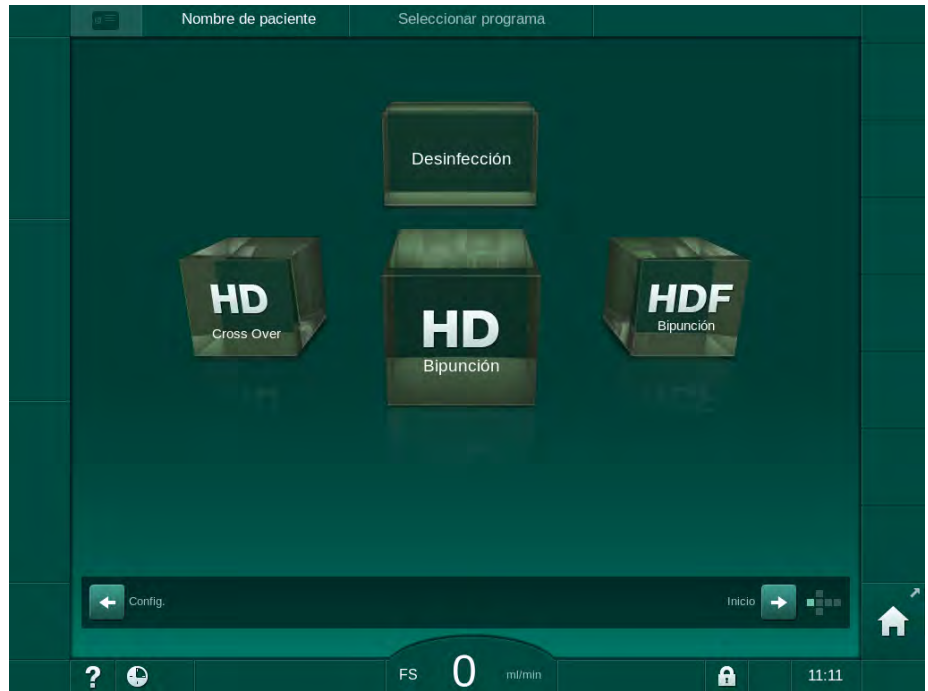 Nombre de paciente
Seleccionar programa
Desinfección
HD
Cross Over
HD
Bipunción
HDF
Bipunción
Config.
Inicio
?
FS 0 ml/min
11:11